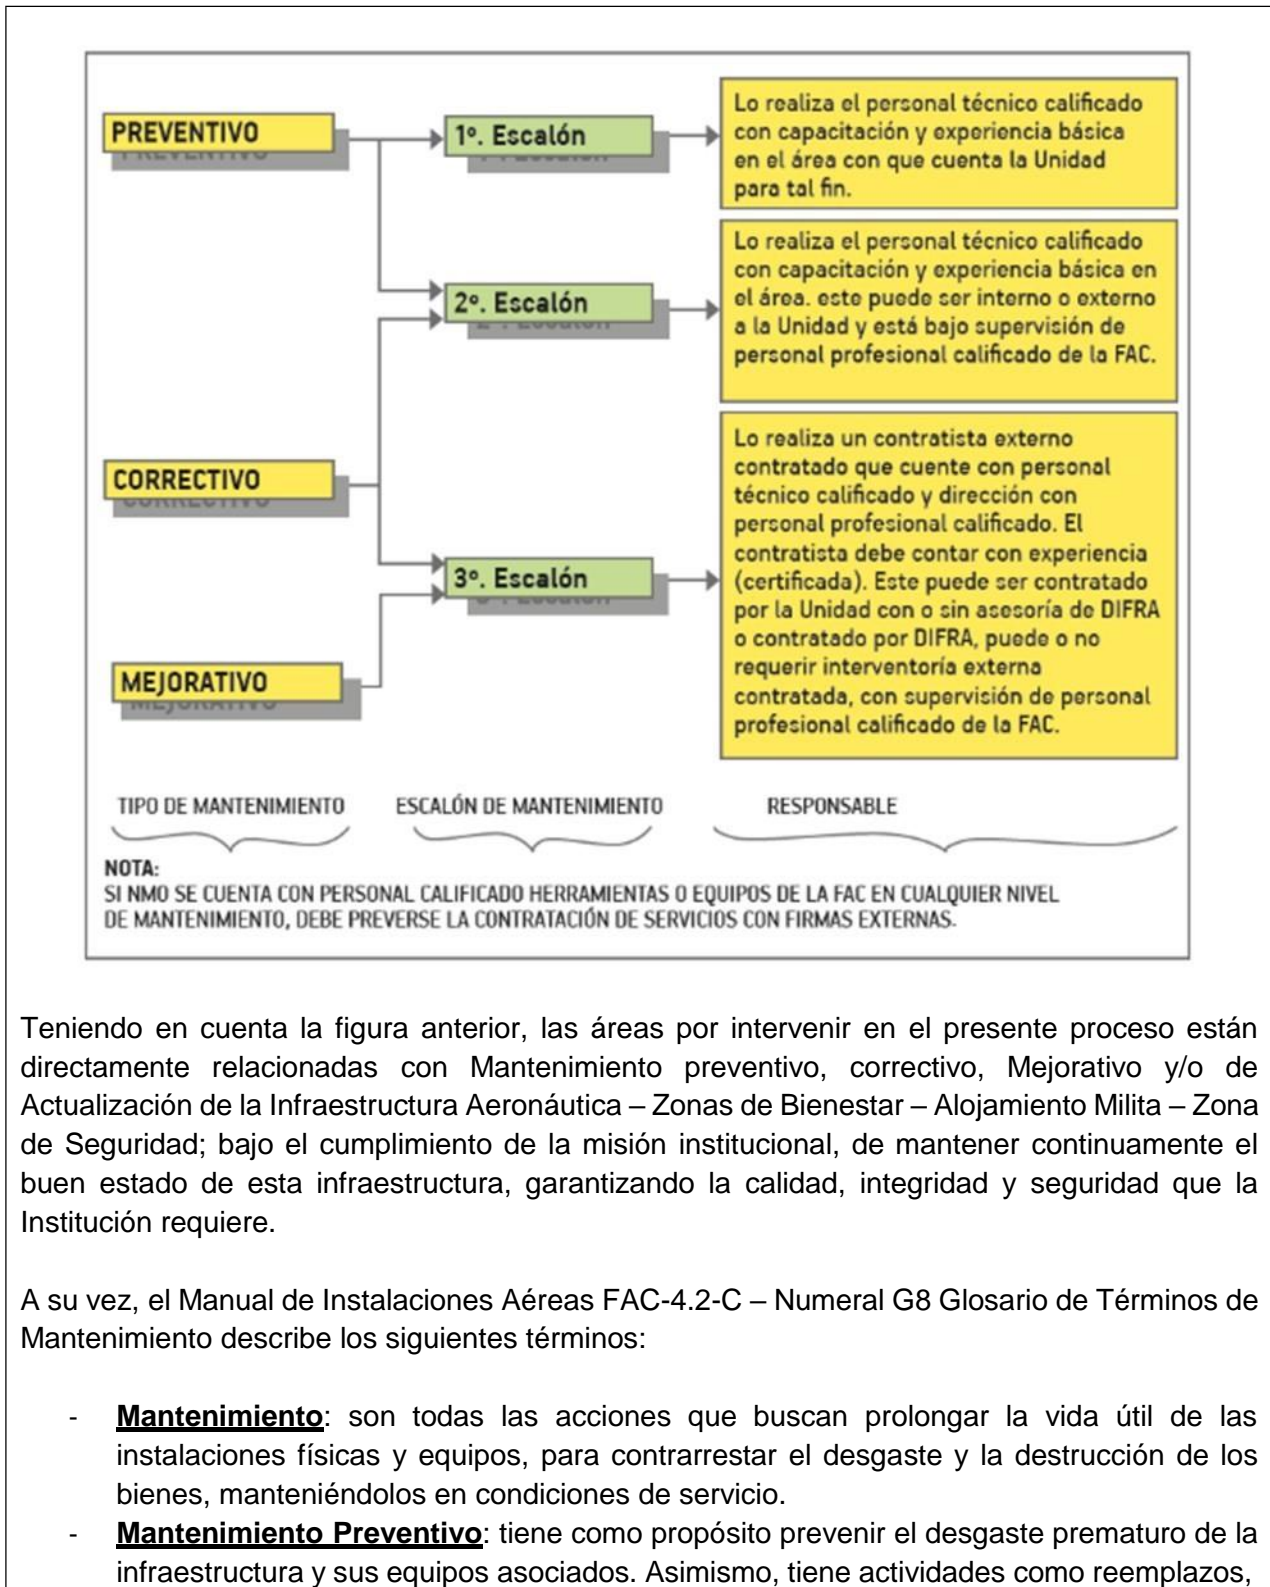 PREVENTIVO
1º. Escalón
Lo realiza el personal técnico calificado
con capacitación y experiencia básica
en el área con que cuenta la Unidad
para tal fin.
2º. Escalón
Lo realiza el personal técnico calificado
con capacitación y experiencia básica en
el área. este puede ser interno o externo
a la Unidad y está bajo supervisión de
personal profesional calificado de la FAC.
CORRECTIVO
3º. Escalón
Lo realiza un contratista externo
contratado que cuente con personal
técnico calificado y dirección con
personal profesional calificado. El
contratista debe contar con experiencia
(certificada). Este puede ser contratado
por la Unidad con o sin asesoría de DIFRA
o contratado por DIFRA, puede o no
requerir interventoría externa
contratada, con supervisión de personal
profesional calificado de la FAC.
MEJORATIVO
TIPO DE MANTENIMIENTO
ESCALÓN DE MANTENIMIENTO
RESPONSABLE
NOTA:
SI NMO SE CUENTA CON PERSONAL CALIFICADO HERRAMIENTAS O EQUIPOS DE LA FAC EN CUALQUIER NIVEL
DE MANTENIMIENTO, DEBE PREVERSE LA CONTRATACIÓN DE SERVICIOS CON FIRMAS EXTERNAS.
Teniendo en cuenta la figura anterior, las áreas por intervenir en el presente proceso están
directamente relacionadas con Mantenimiento preventivo, correctivo, Mejorativo y/o de
Actualización de la Infraestructura Aeronáutica – Zonas de Bienestar – Alojamiento Milita – Zona
de Seguridad; bajo el cumplimiento de la misión institucional, de mantener continuamente el
buen estado de esta infraestructura, garantizando la calidad, integridad y seguridad que la
Institución requiere.
A su vez, el Manual de Instalaciones Aéreas FAC-4.2-C – Numeral G8 Glosario de Términos de
Mantenimiento describe los siguientes términos:
- Mantenimiento: son todas las acciones que buscan prolongar la vida útil de las
instalaciones físicas y equipos, para contrarrestar el desgaste y la destrucción de los
bienes, manteniéndolos en condiciones de servicio.
- Mantenimiento Preventivo: tiene como propósito prevenir el desgaste prematuro de la
infraestructura y sus equipos asociados. Asimismo, tiene actividades como reemplazos,